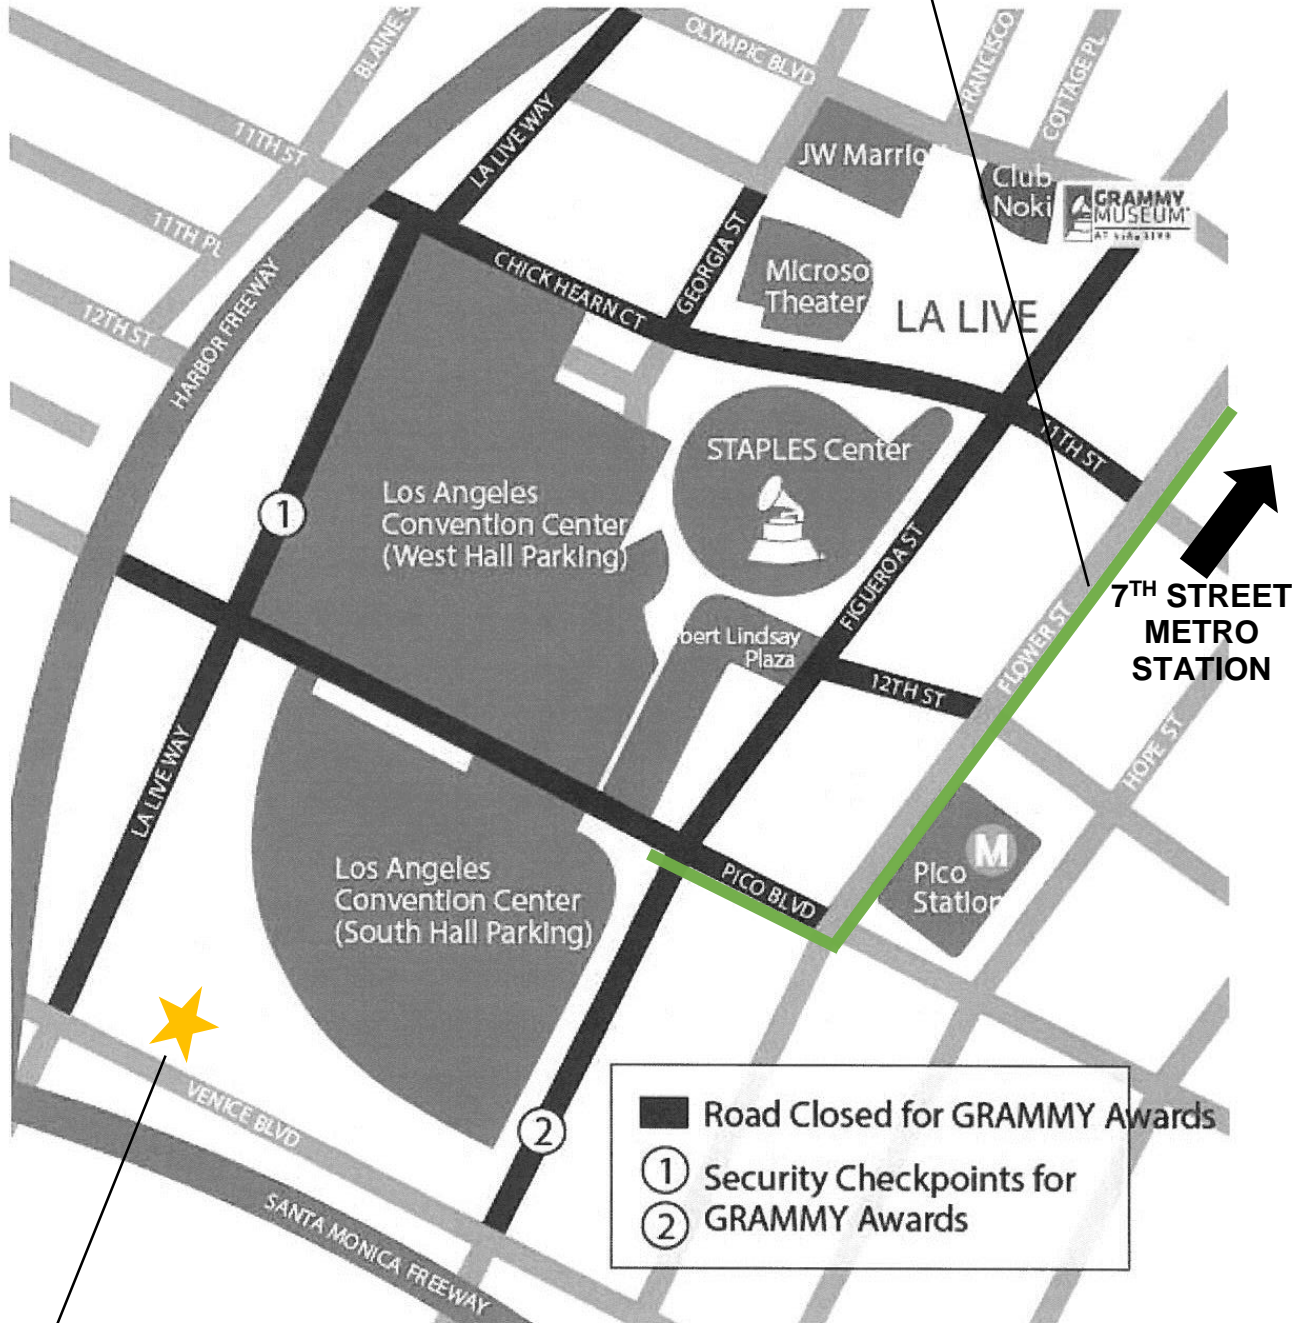 BLAINE S
OLYMPIC BLVD
FRANCISCO
COTTAGE PL
11TH ST
LA LIVE WAY
JW Marrio
Club
Noki
GRAMMY
MUSEUM
11TH PL
GEORGIA ST
CHICK HEARN CT
Microso
Theater
LA LIVE
HARBOR FREEWAY
12TH ST
STAPLES Center
11TH ST
Los Angeles
Convention Center
(West Hall Parking)
1
FIGUEROA ST
7TH STREET
METRO
STATION
bert Lindsay
Plaza
FLOWER ST
12TH ST
HOPE ST
LA LIVE WAY
M
Pico
Station
PICO BLVD
Los Angeles
Convention Center
(South Hall Parking)
VENICE BLVD
2
SANTA MONICA FREEWAY
Road Closed for GRAMMY Awards
1 Security Checkpoints for
2 GRAMMY Awards